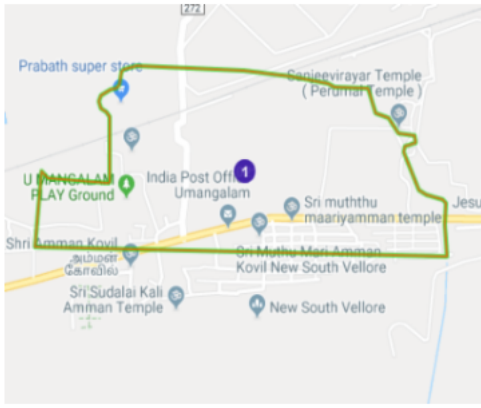 272
Prabath super store
Sanjeevirayar Temple
( Perumal Temple )
1
U MANGALAM
PLAY Ground
India Post Office
Umangalam
Sri muththu
maariyamman temple
Jesu
Shri Amman Kovil
அம்மன்
கோவில்
Sri Muthu Mari Amman
Kovil New South Vellore
Sri Sudalai Kali
Amman Temple
New South Vellore